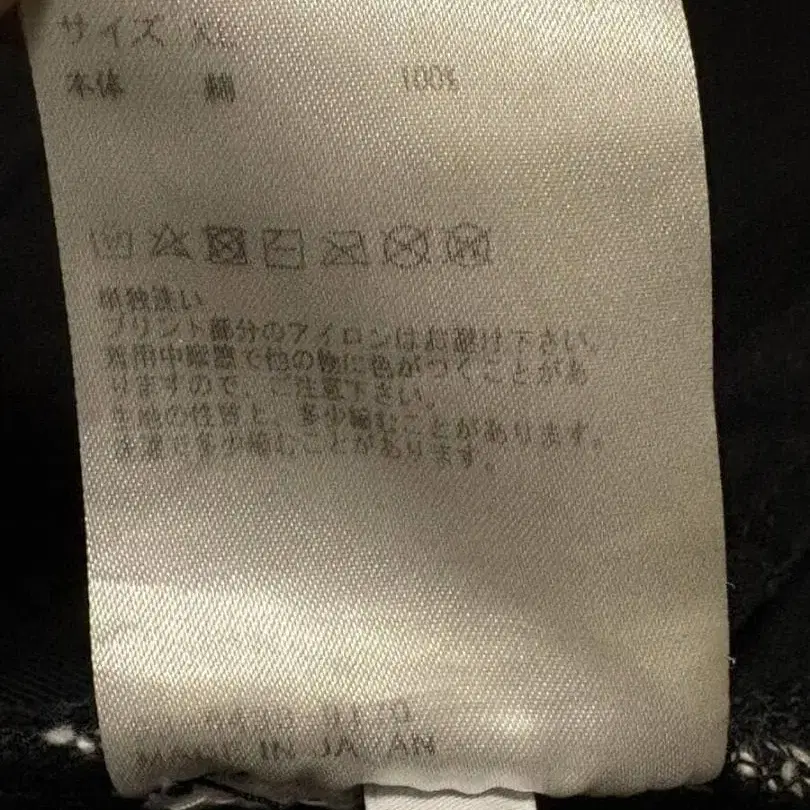 サイズ XL
本体 綿 100%
単独洗い
プリント部分のアイロンはお避け下さい。
着用中摩擦で他の物に色がつくことがあ
りますので、ご注意下さい。
生地の性質上、多少縮むことがあります。
洗濯で多少縮むことがあります。
MADE IN JAPAN